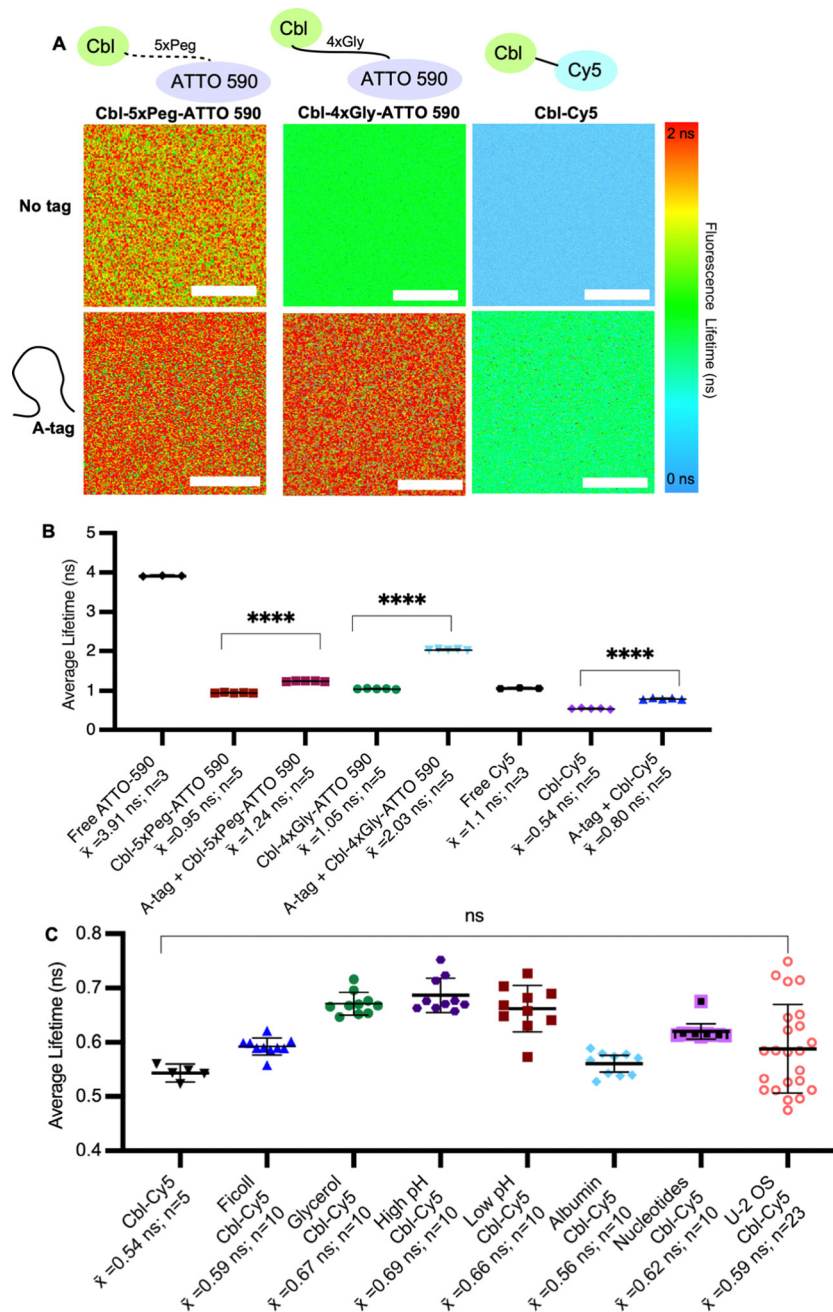 A
Cbl
5xPeg
ATTO 590
Cbl
4xGly
ATTO 590
Cbl
Cy5
Cbl-5xPeg-ATTO 590
Cbl-4xGly-ATTO 590
Cbl-Cy5
No tag
A-tag
2 ns
Fluorescence Lifetime (ns)
0 ns
B
Average Lifetime (ns)
5
4
3
2
1
0
****
****
****
Free ATTO-590
x̄ =3.91 ns; n=3
Cbl-5xPeg-ATTO 590
x̄ =0.95 ns; n=5
A-tag + Cbl-5xPeg-ATTO 590
x̄ =1.24 ns; n=5
Cbl-4xGly-ATTO 590
x̄ =1.05 ns; n=5
A-tag + Cbl-4xGly-ATTO 590
x̄ =2.03 ns; n=5
Free Cy5
x̄ =1.1 ns; n=3
Cbl-Cy5
x̄ =0.54 ns; n=5
A-tag + Cbl-Cy5
x̄ =0.80 ns; n=5
C
Average Lifetime (ns)
0.8
0.7
0.6
0.5
0.4
ns
Cbl-Cy5
x̄ =0.54 ns; n=5
Ficoll
Cbl-Cy5
x̄ =0.59 ns; n=10
Glycerol
Cbl-Cy5
x̄ =0.67 ns; n=10
High pH
Cbl-Cy5
x̄ =0.69 ns; n=10
Low pH
Cbl-Cy5
x̄ =0.66 ns; n=10
Albumin
Cbl-Cy5
x̄ =0.56 ns; n=10
Nucleotides
Cbl-Cy5
x̄ =0.62 ns; n=10
U-2 OS
Cbl-Cy5
x̄ =0.59 ns; n=23